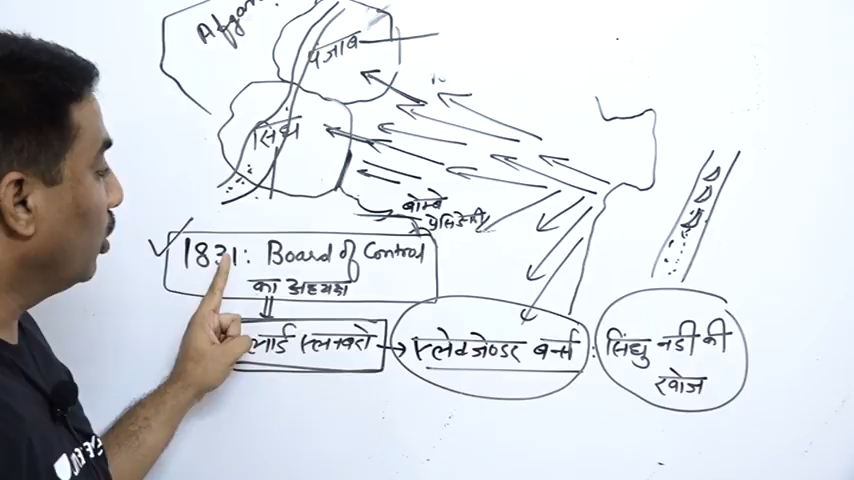 Afgan
पंजाब
सिंध
बॉम्बे
प्रेसिडेन्सी
1831: Board of Control
का अध्यक्ष
लार्ड एलनबरो → एलेग्जेण्डर बर्न्स : सिंधु नदी की
खोज